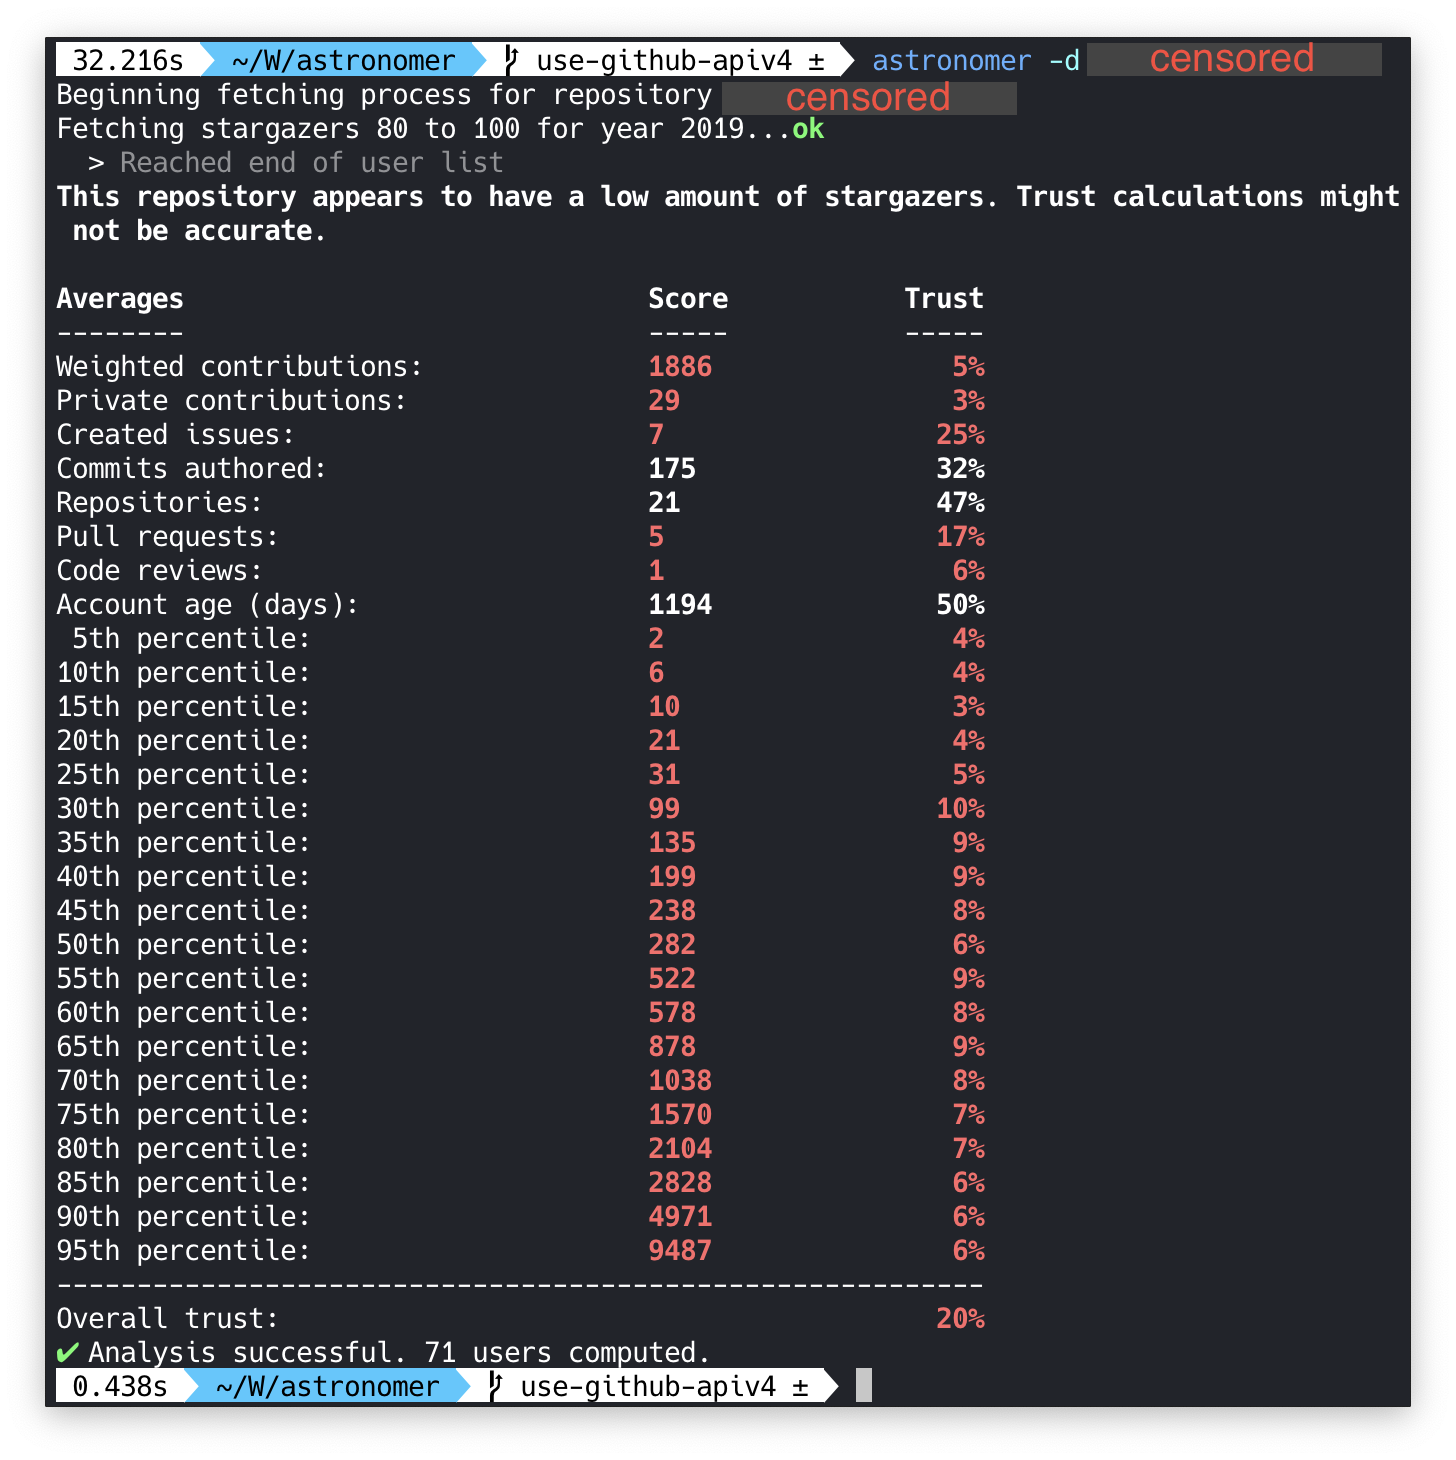 32.216s ~/W/astronomer use-github-apiv4 ± astronomer -d censored
Beginning fetching process for repository censored
Fetching stargazers 80 to 100 for year 2019...ok
> Reached end of user list
This repository appears to have a low amount of stargazers. Trust calculations might
not be accurate.
Averages Score Trust
-------- ----- -----
Weighted contributions: 1886 5%
Private contributions: 29 3%
Created issues: 7 25%
Commits authored: 175 32%
Repositories: 21 47%
Pull requests: 5 17%
Code reviews: 1 6%
Account age (days): 1194 50%
5th percentile: 2 4%
10th percentile: 6 4%
15th percentile: 10 3%
20th percentile: 21 4%
25th percentile: 31 5%
30th percentile: 99 10%
35th percentile: 135 9%
40th percentile: 199 9%
45th percentile: 238 8%
50th percentile: 282 6%
55th percentile: 522 9%
60th percentile: 578 8%
65th percentile: 878 9%
70th percentile: 1038 8%
75th percentile: 1570 7%
80th percentile: 2104 7%
85th percentile: 2828 6%
90th percentile: 4971 6%
95th percentile: 9487 6%
----------------------------------------------------------
Overall trust: 20%
✔ Analysis successful. 71 users computed.
0.438s ~/W/astronomer use-github-apiv4 ±